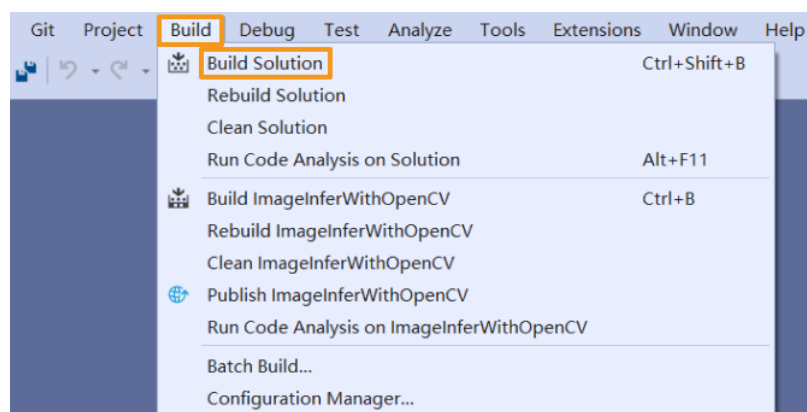 Git Project Build Debug Test Analyze Tools Extensions Window Help
Build Solution Ctrl+Shift+B
Rebuild Solution
Clean Solution
Run Code Analysis on Solution Alt+F11
Build ImageInferWithOpenCV Ctrl+B
Rebuild ImageInferWithOpenCV
Clean ImageInferWithOpenCV
Publish ImageInferWithOpenCV
Run Code Analysis on ImageInferWithOpenCV
Batch Build...
Configuration Manager...